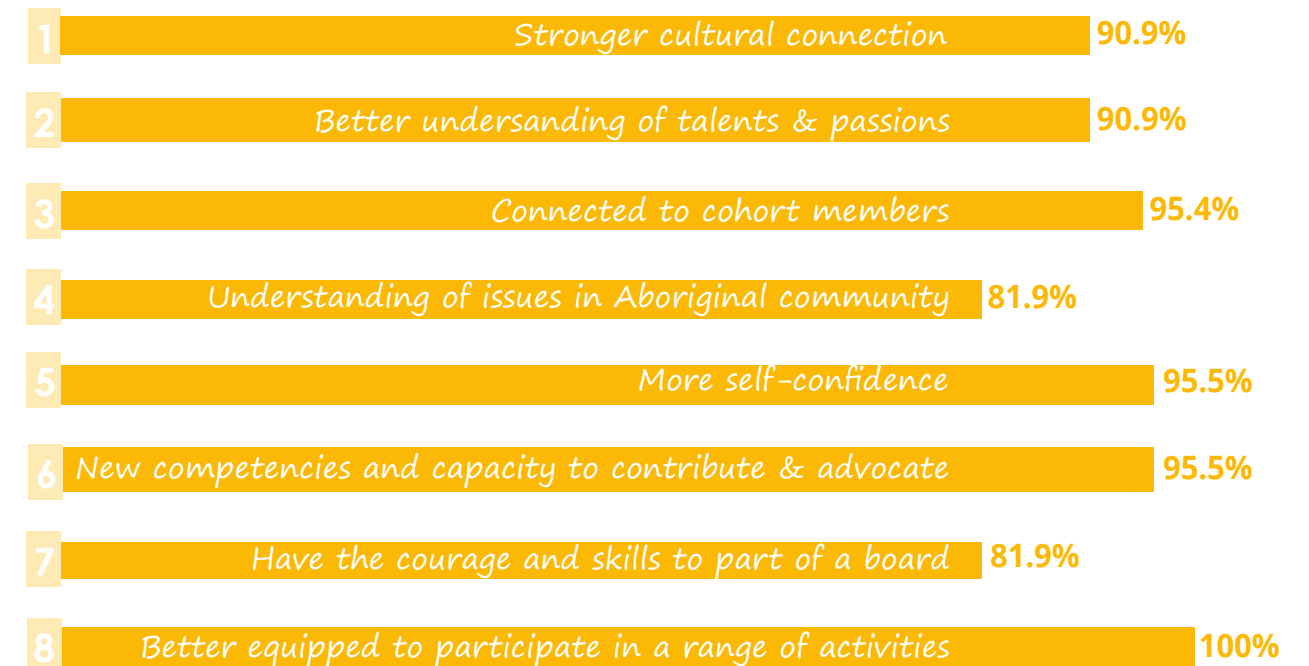 1 Stronger cultural connection 90.9%
2 Better undersanding of talents & passions 90.9%
3 Connected to cohort members 95.4%
4 Understanding of issues in Aboriginal community 81.9%
5 More self-confidence 95.5%
6 New competencies and capacity to contribute & advocate 95.5%
7 Have the courage and skills to part of a board 81.9%
8 Better equipped to participate in a range of activities 100%